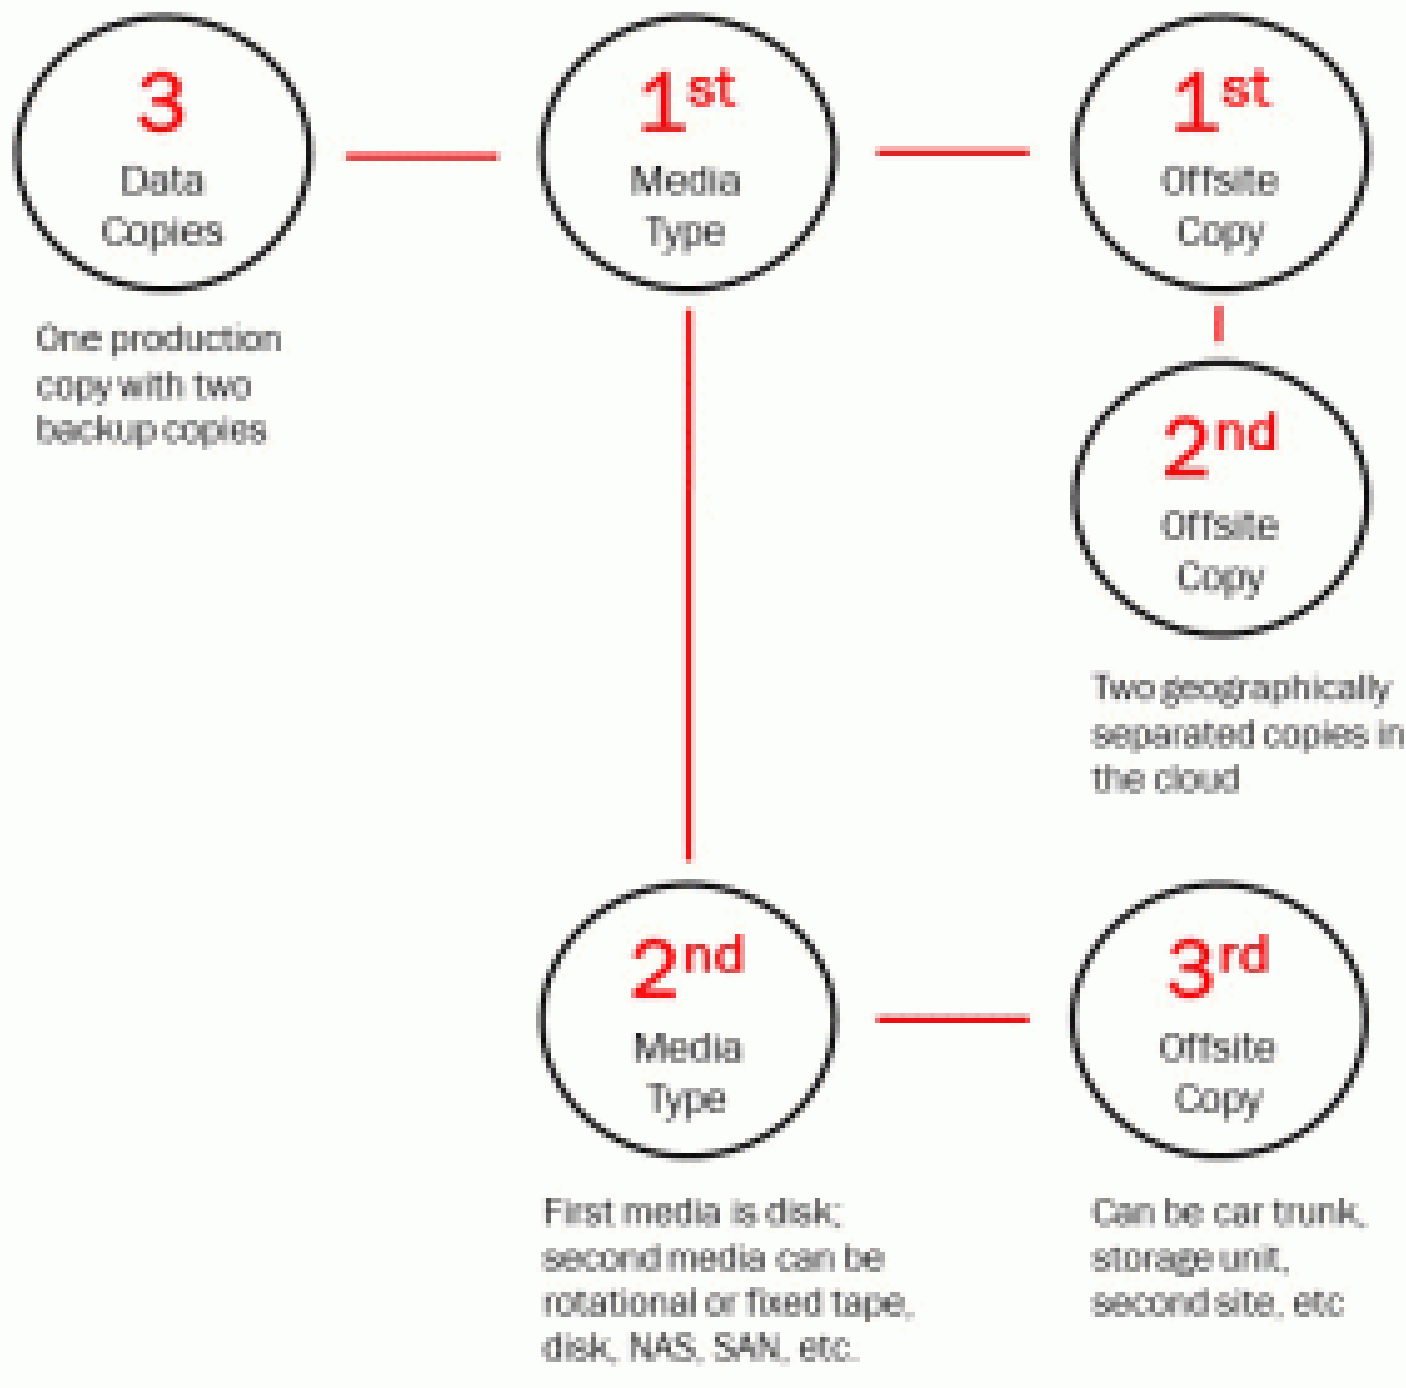 3
Data
Copies
One production
copy with two
backup copies
1st
Media
Type
1st
Offsite
Copy
2nd
Offsite
Copy
Two geographically
separated copies in
the cloud
2nd
Media
Type
First media is disk;
second media can be
rotational or fixed tape,
disk, NAS, SAN, etc.
3rd
Offsite
Copy
Can be car trunk,
storage unit,
second site, etc